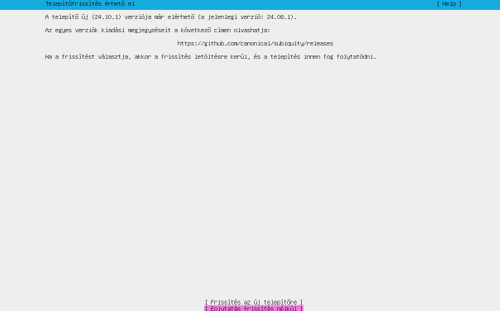 Telepítőfrissítés érhető el
[ Help ]
A telepítő új (24.10.1) verziója már elérhető (a jelenlegi verzió: 24.08.1).
Az egyes verziók kiadási megjegyzéseit a következő címen olvashatja:
https://github.com/canonical/subiquity/releases
Ha a frissítést választja, akkor a frissítés letöltésre kerül, és a telepítés innen fog folytatódni.
[ Frissítés az új telepítőre ]
[ Folytatás frissítés nélkül ]